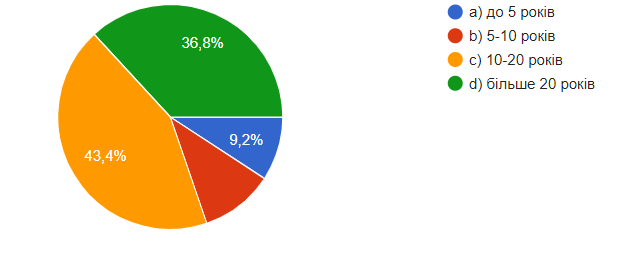 36,8%
43,4%
9,2%
a) до 5 років
b) 5-10 років
c) 10-20 років
d) більше 20 років